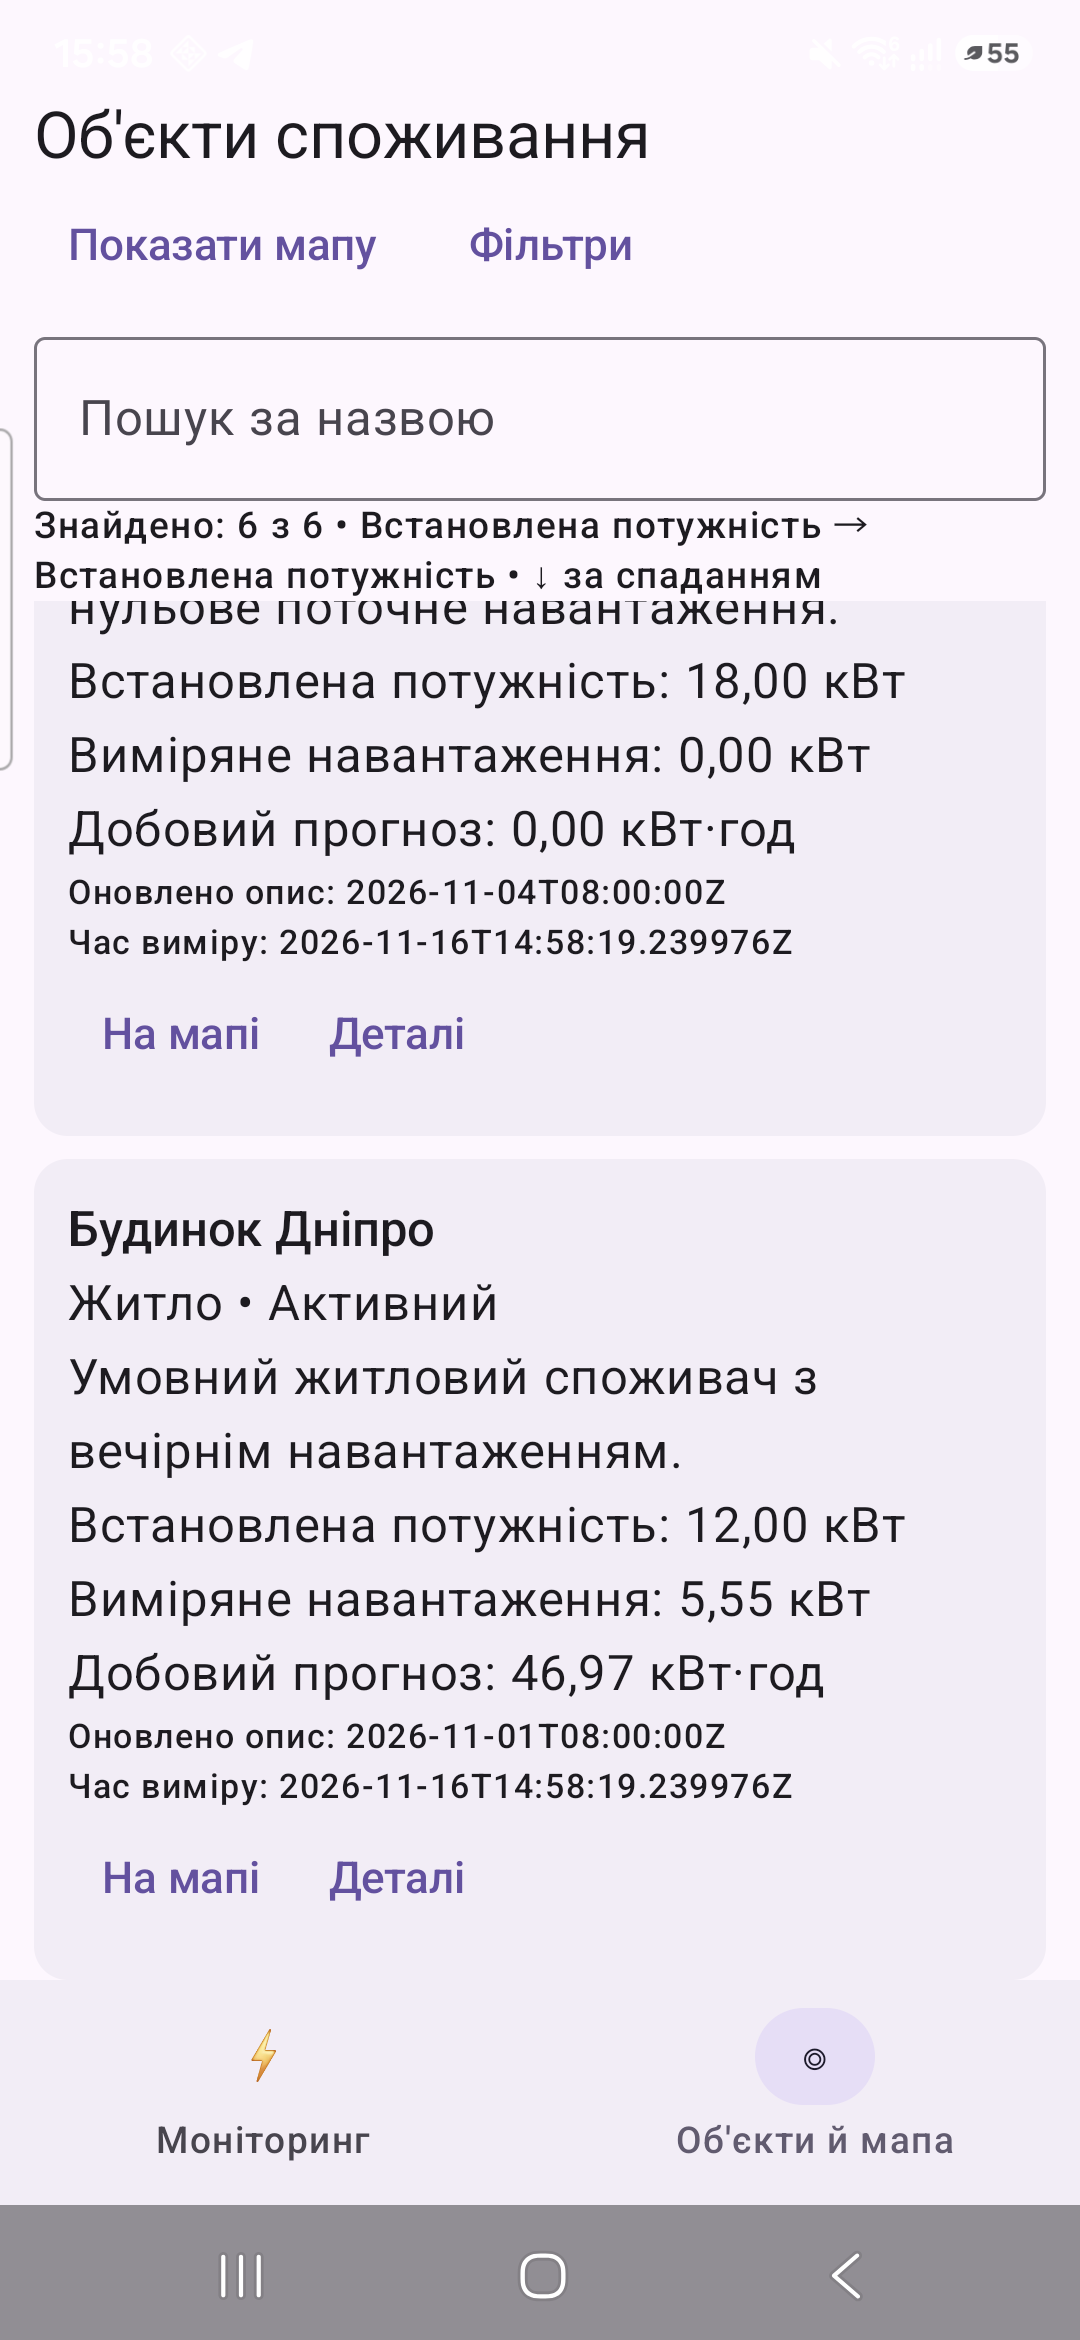 15:58
55
Об'єкти споживання
Показати мапу
Фільтри
Пошук за назвою
Знайдено: 6 з 6 • Встановлена потужність →
Встановлена потужність • ↓ за спаданням
нульове поточне навантаження.
Встановлена потужність: 18,00 кВт
Виміряне навантаження: 0,00 кВт
Добовий прогноз: 0,00 кВт·год
Оновлено опис: 2026-11-04T08:00:00Z
Час виміру: 2026-11-16T14:58:19.239976Z
На мапі
Деталі
Будинок Дніпро
Житло • Активний
Умовний житловий споживач з
вечірнім навантаженням.
Встановлена потужність: 12,00 кВт
Виміряне навантаження: 5,55 кВт
Добовий прогноз: 46,97 кВт·год
Оновлено опис: 2026-11-01T08:00:00Z
Час виміру: 2026-11-16T14:58:19.239976Z
На мапі
Деталі
Моніторинг
Об'єкти й мапа